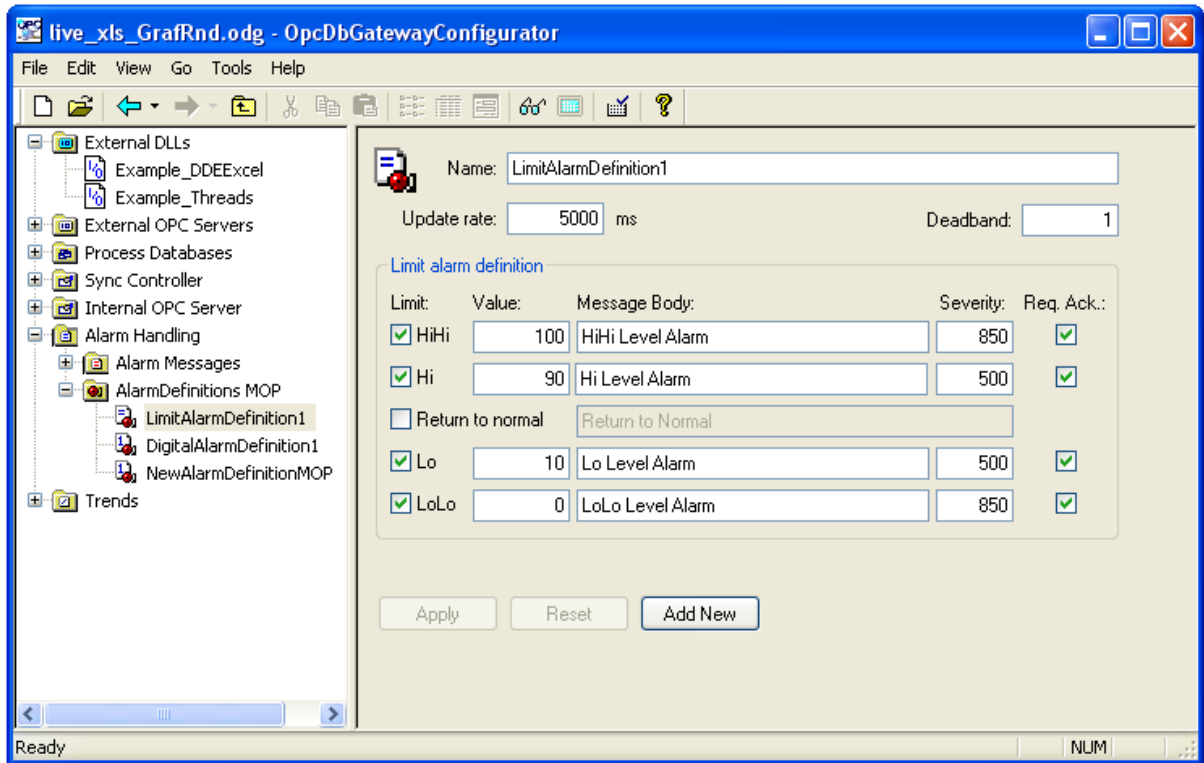 live_xls_GrafRnd.odg - OpcDbGatewayConfigurator
File Edit View Go Tools Help
External DLLs
Example_DDEExcel
Example_Threads
External OPC Servers
Process Databases
Sync Controller
Internal OPC Server
Alarm Handling
Alarm Messages
AlarmDefinitions MOP
LimitAlarmDefinition1
DigitalAlarmDefinition1
NewAlarmDefinitionMOP
Trends
Name: LimitAlarmDefinition1
Update rate: 5000 ms Deadband: 1
Limit alarm definition
Limit: Value: Message Body: Severity: Req. Ack.:
HiHi 100 HiHi Level Alarm 850
Hi 90 Hi Level Alarm 500
Return to normal Return to Normal
Lo 10 Lo Level Alarm 500
LoLo 0 LoLo Level Alarm 850
Apply Reset Add New
Ready NUM